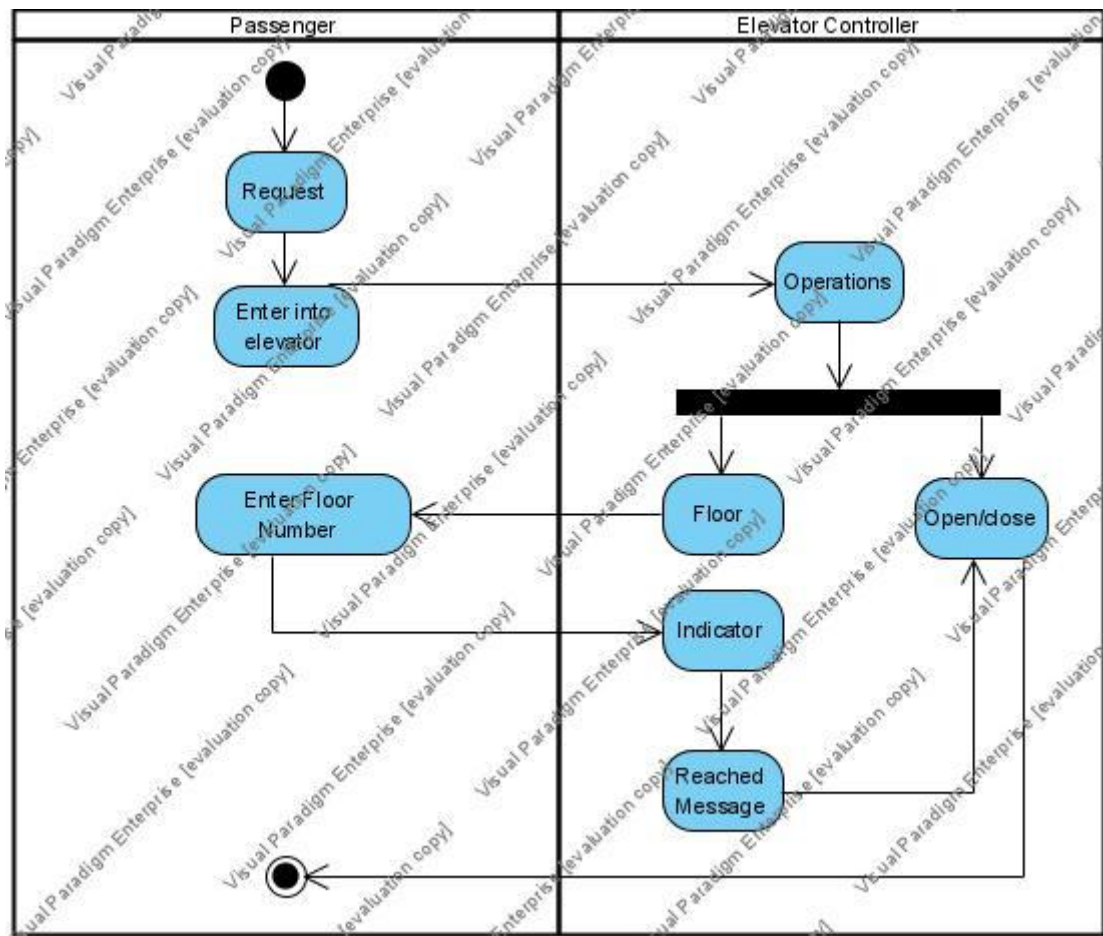 Passenger
Elevator Controller
Request
Enter into
elevator
Operations
Enter Floor
Number
Floor
Open/close
Indicator
Reached
Message
Visual Paradigm Enterprise [evaluation copy]